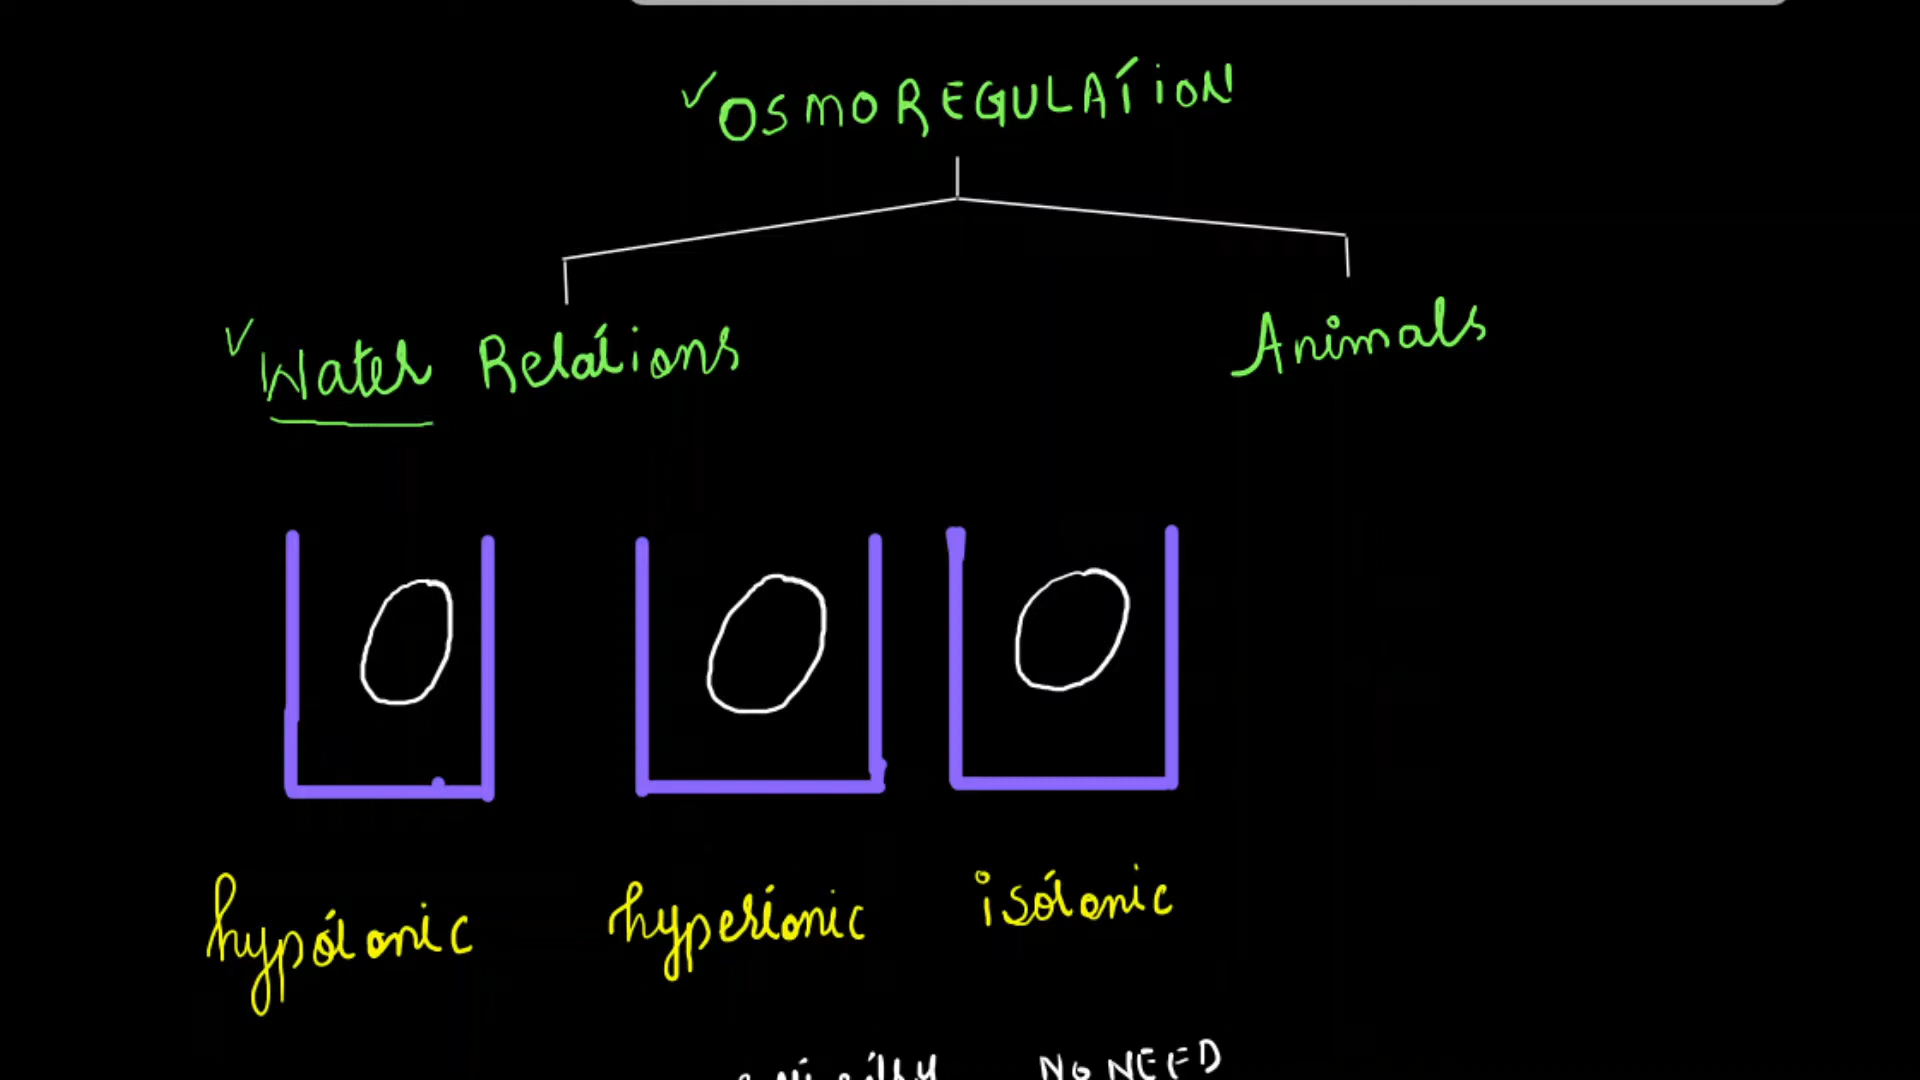 OSMOREGULATION
Water Relations
Animals
hypotonic
hypertonic
isotonic
NO NEED